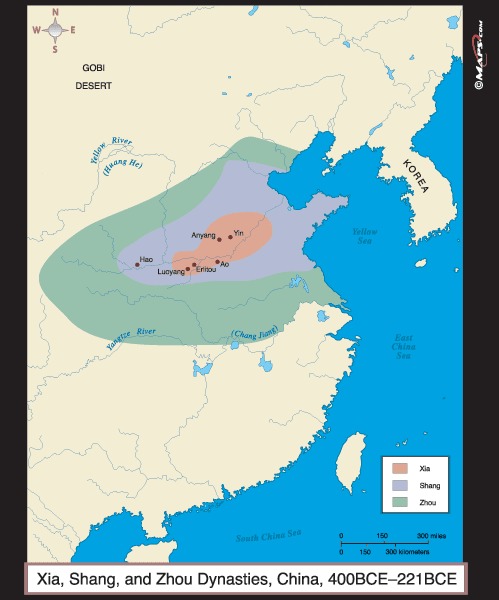 N
W E
S
©MAPS.com
GOBI
DESERT
Yellow River
(Huang He)
KOREA
Anyang
Yin
Yellow
Sea
Hao
Luoyang
Erlitou
Ao
Yangtze River
(Chang Jiang)
East
China
Sea
Xia
Shang
Zhou
South China Sea
0 150 300 miles
0 150 300 kilometers
Xia, Shang, and Zhou Dynasties, China, 400BCE–221BCE